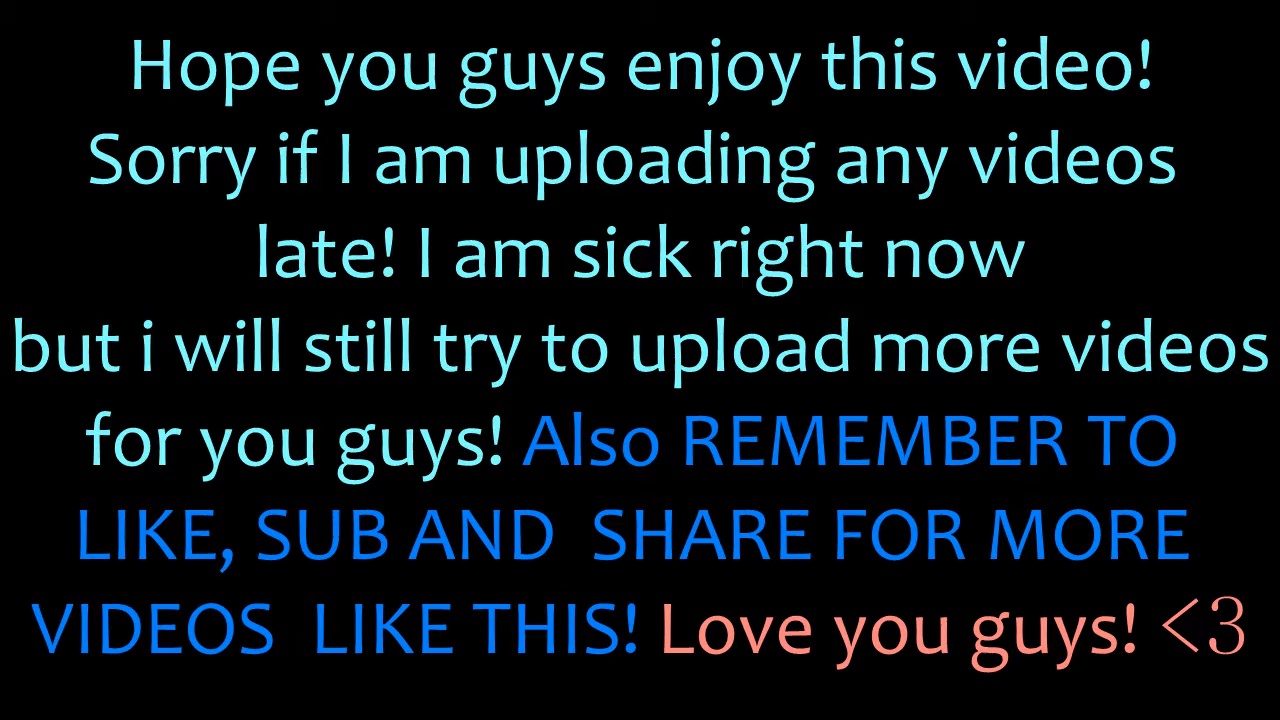 Hope you guys enjoy this video!
Sorry if I am uploading any videos
late! I am sick right now
but i will still try to upload more videos
for you guys! Also REMEMBER TO
LIKE, SUB AND  SHARE FOR MORE
VIDEOS  LIKE THIS! Love you guys! <3